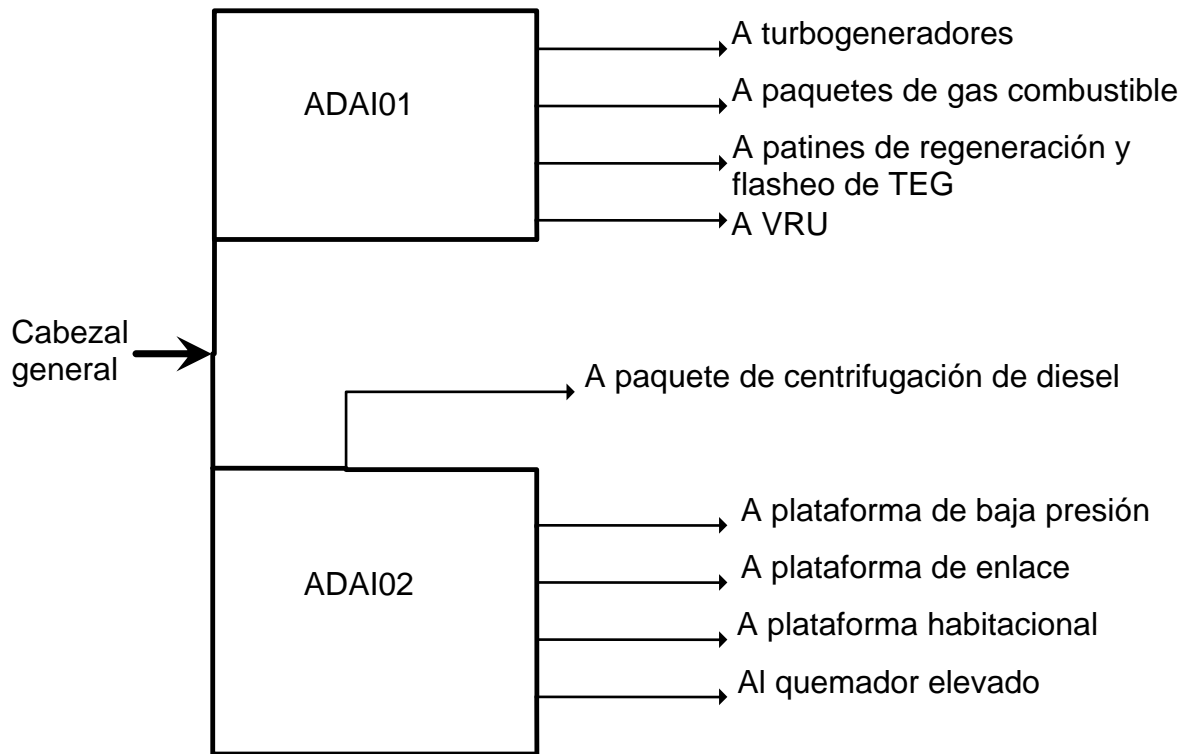 A turbogeneradores
A paquetes de gas combustible
ADAI01
A patines de regeneración y
flasheo de TEG
A VRU
Cabezal
general
A paquete de centrifugación de diesel
A plataforma de baja presión
A plataforma de enlace
ADAI02
A plataforma habitacional
Al quemador elevado